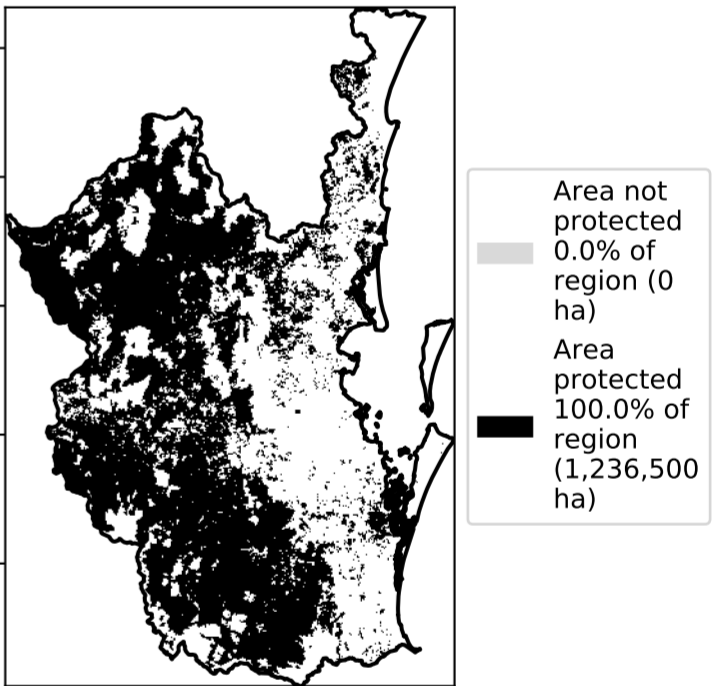 Area not
protected
0.0% of
region (0
ha)
Area
protected
100.0% of
region
(1,236,500
ha)